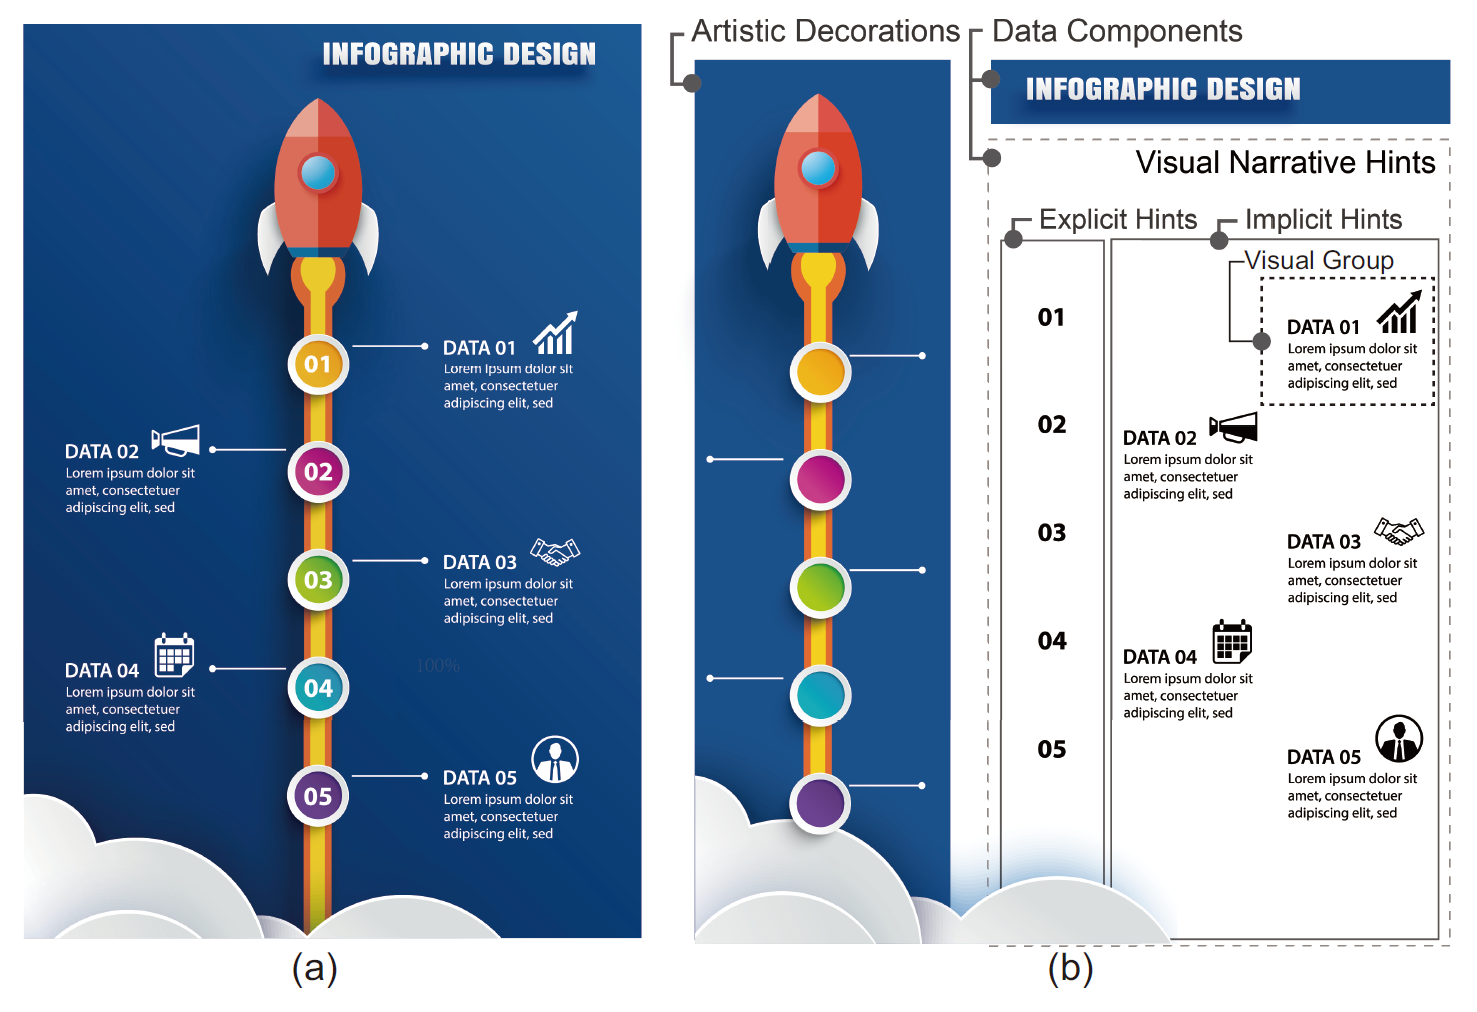 INFOGRAPHIC DESIGN
01
DATA 01
Lorem ipsum dolor sit
amet, consectetuer
adipiscing elit, sed
DATA 02
Lorem ipsum dolor sit
amet, consectetuer
adipiscing elit, sed
02
03
DATA 03
Lorem ipsum dolor sit
amet, consectetuer
adipiscing elit, sed
DATA 04
Lorem ipsum dolor sit
amet, consectetuer
adipiscing elit, sed
04
100%
05
DATA 05
Lorem ipsum dolor sit
amet, consectetuer
adipiscing elit, sed
(a)
Artistic Decorations
Data Components
INFOGRAPHIC DESIGN
Visual Narrative Hints
Explicit Hints
Implicit Hints
Visual Group
01
DATA 01
Lorem ipsum dolor sit
amet, consectetuer
adipiscing elit, sed
02
DATA 02
Lorem ipsum dolor sit
amet, consectetuer
adipiscing elit, sed
03
DATA 03
Lorem ipsum dolor sit
amet, consectetuer
adipiscing elit, sed
04
DATA 04
Lorem ipsum dolor sit
amet, consectetuer
adipiscing elit, sed
05
DATA 05
Lorem ipsum dolor sit
amet, consectetuer
adipiscing elit, sed
(b)